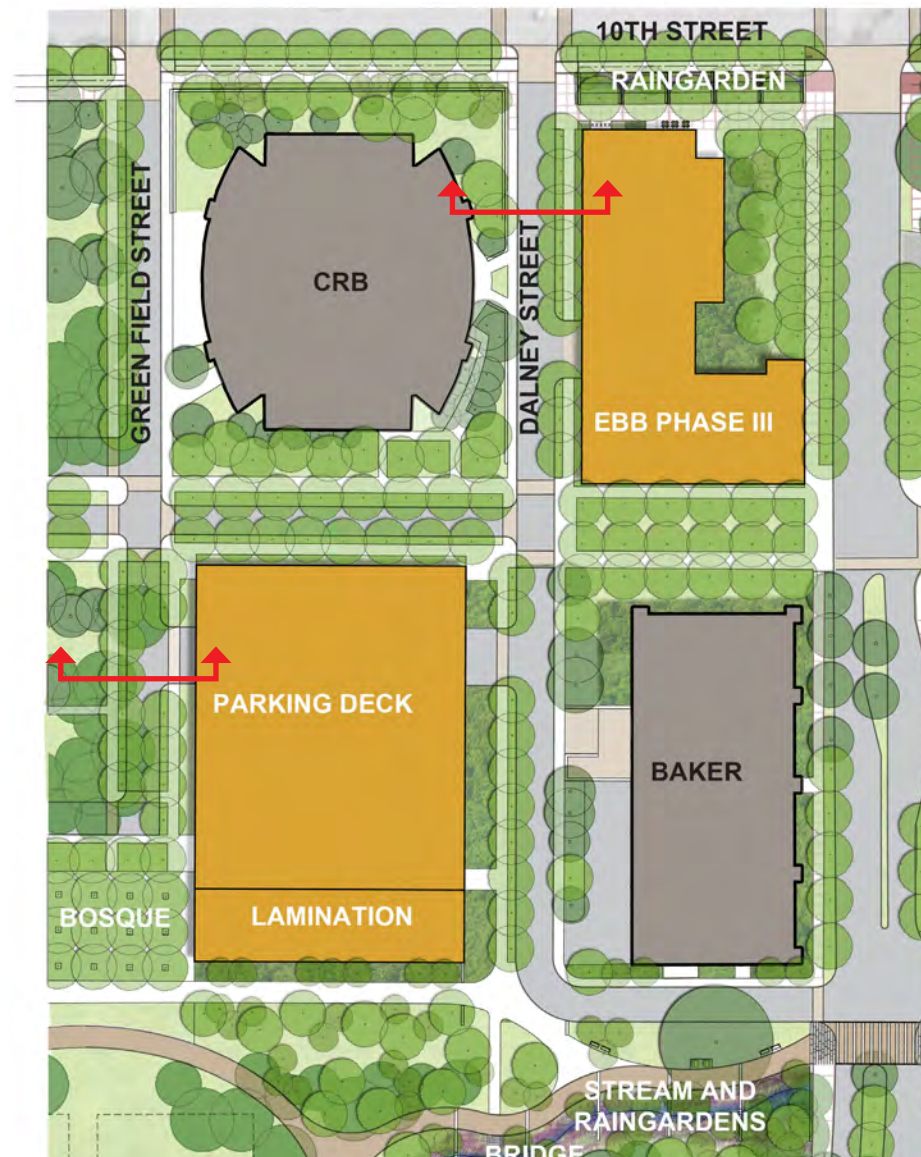 10TH STREET
RAINGARDEN
GREEN FIELD STREET
CRB
DALNEY STREET
EBB PHASE III
PARKING DECK
BAKER
BOSQUE
LAMINATION
STREAM AND
RAINGARDENS
BRIDGE